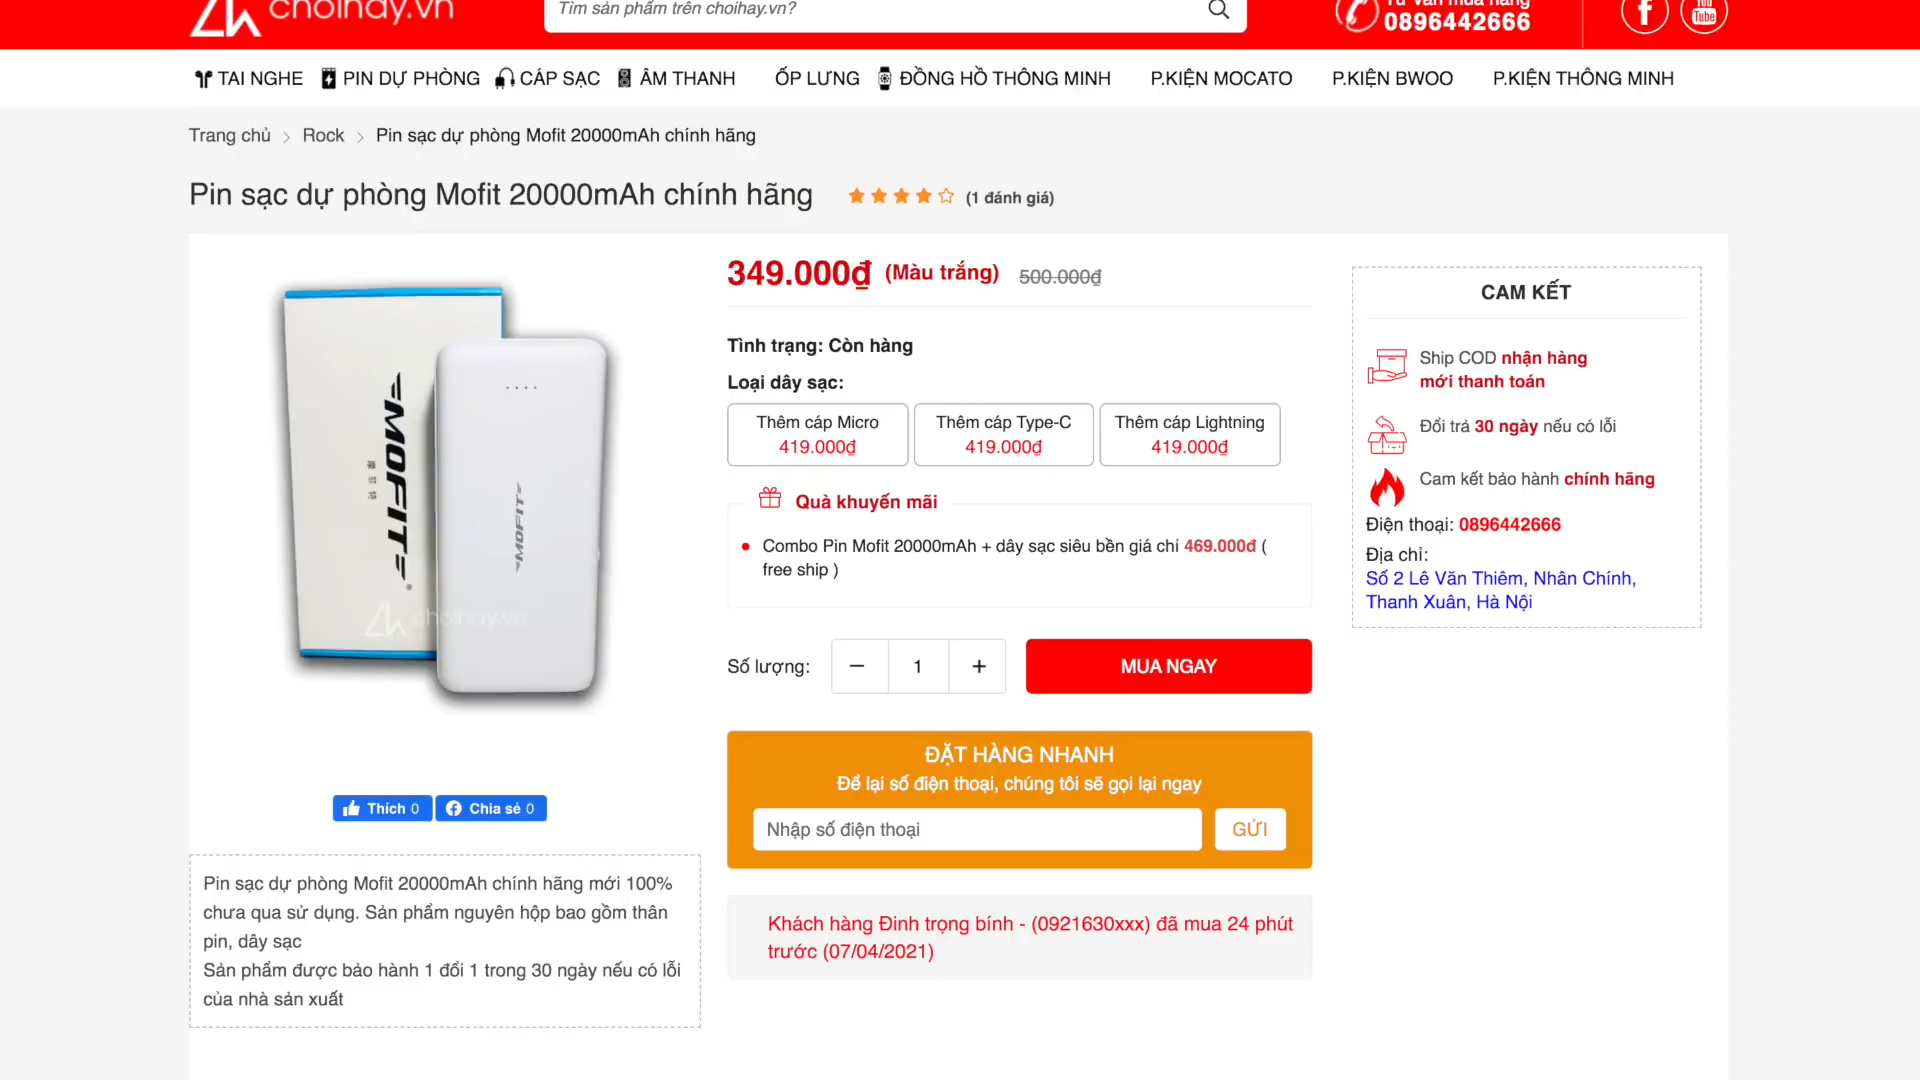 choihay.vn
Tìm sản phẩm trên choihay.vn?
Tư vấn mua hàng
0896442666
You
Tube
TAI NGHE PIN DỰ PHÒNG CÁP SẠC ÂM THANH ỐP LƯNG ĐỒNG HỒ THÔNG MINH P.KIỆN MOCATO P.KIỆN BWOO P.KIỆN THÔNG MINH
Trang chủ > Rock > Pin sạc dự phòng Mofit 20000mAh chính hãng
Pin sạc dự phòng Mofit 20000mAh chính hãng (1 đánh giá)
MOFIT
®
MOFIT
choihay.vn
Thích 0 Chia sẻ 0
Pin sạc dự phòng Mofit 20000mAh chính hãng mới 100%
chưa qua sử dụng. Sản phẩm nguyên hộp bao gồm thân
pin, dây sạc
Sản phẩm được bảo hành 1 đổi 1 trong 30 ngày nếu có lỗi
của nhà sản xuất
349.000₫ (Màu trắng) 500.000₫
Tình trạng: Còn hàng
Loại dây sạc:
Thêm cáp Micro
419.000₫
Thêm cáp Type-C
419.000₫
Thêm cáp Lightning
419.000₫
Quà khuyến mãi
Combo Pin Mofit 20000mAh + dây sạc siêu bền giá chỉ 469.000đ (
free ship )
Số lượng: − 1 + MUA NGAY
ĐẶT HÀNG NHANH
Để lại số điện thoại, chúng tôi sẽ gọi lại ngay
Nhập số điện thoại GỬI
Khách hàng Đinh trọng bính - (0921630xxx) đã mua 24 phút
trước (07/04/2021)
CAM KẾT
Ship COD nhận hàng
mới thanh toán
Đổi trả 30 ngày nếu có lỗi
Cam kết bảo hành chính hãng
Điện thoại: 0896442666
Địa chỉ:
Số 2 Lê Văn Thiêm, Nhân Chính,
Thanh Xuân, Hà Nội